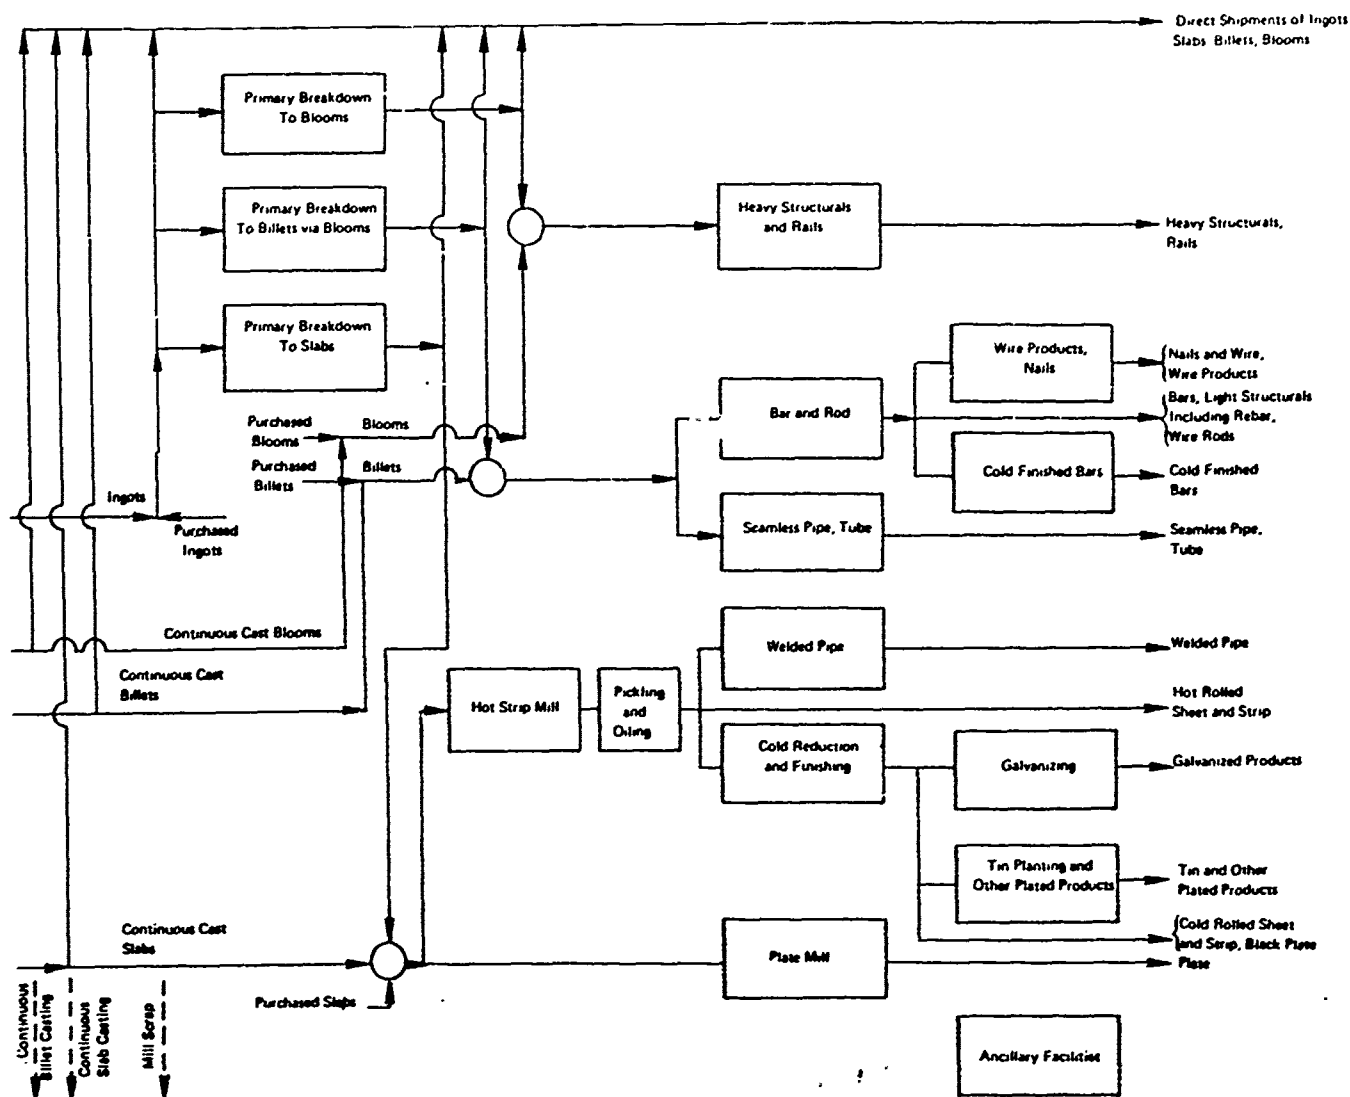 Direct Shipments of Ingots
Slabs Billets, Blooms
Primary Breakdown
To Blooms
Primary Breakdown
To Billets via Blooms
Heavy Structurals
and Rails
Heavy Structurals,
Rails
Primary Breakdown
To Slabs
Wire Products,
Nails
Nails and Wire,
Wire Products
Bar and Rod
Bars, Light Structurals
Including Rebar,
Wire Rods
Purchased
Blooms
Blooms
Purchased
Billets
Billets
Cold Finished Bars
Cold Finished
Bars
Ingots
Purchased
Ingots
Seamless Pipe, Tube
Seamless Pipe,
Tube
Continuous Cast Blooms
Welded Pipe
Welded Pipe
Continuous Cast
Billets
Hot Strip Mill
Pickling
and
Oiling
Hot Rolled
Sheet and Strip
Cold Reduction
and Finishing
Galvanizing
Galvanized Products
Tin Planting and
Other Plated Products
Tin and Other
Plated Products
Continuous Cast
Slabs
Cold Rolled Sheet
and Strip, Black Plate
Plate Mill
Plate
Purchased Slabs
Continuous
Billet Casting
Continuous
Slab Casting
Mill Scrap
Ancillary Facilities